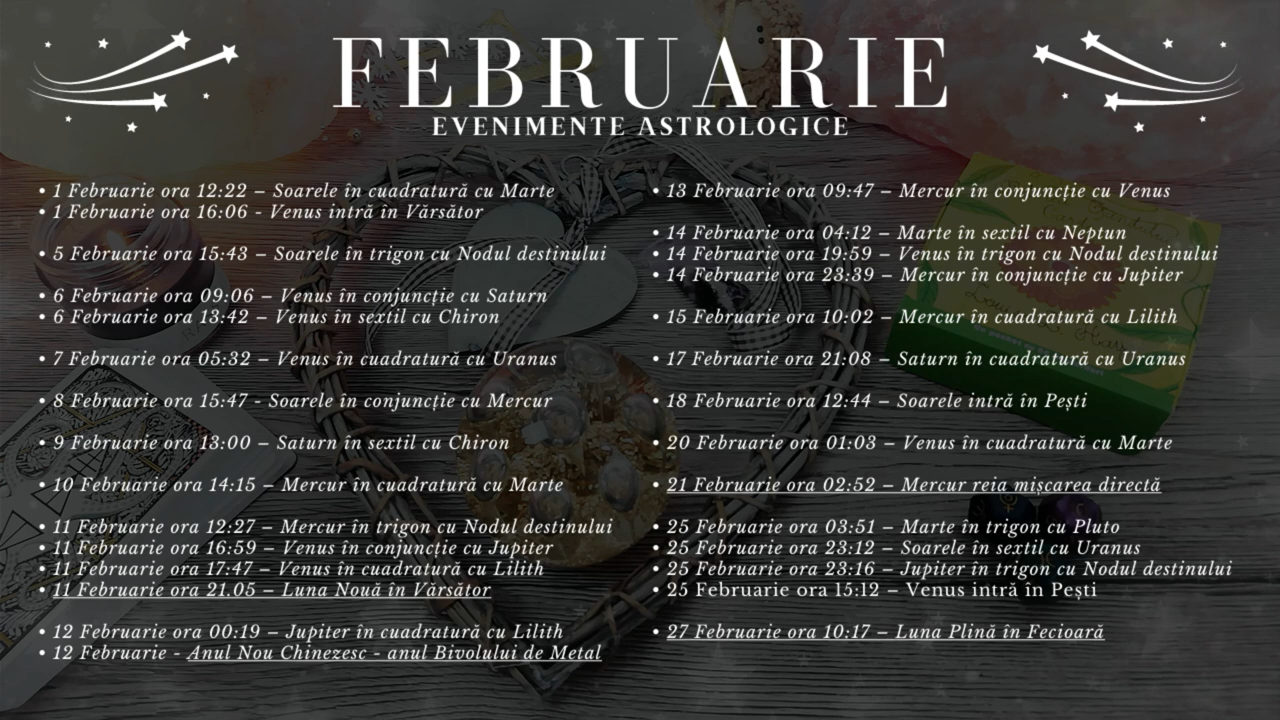 FEBRUARIE
EVENIMENTE ASTROLOGICE
• 1 Februarie ora 12:22 – Soarele în cuadratură cu Marte
• 1 Februarie ora 16:06 - Venus intră în Vărsător
• 5 Februarie ora 15:43 – Soarele în trigon cu Nodul destinului
• 6 Februarie ora 09:06 – Venus în conjuncție cu Saturn
• 6 Februarie ora 13:42 – Venus în sextil cu Chiron
• 7 Februarie ora 05:32 – Venus în cuadratură cu Uranus
• 8 Februarie ora 15:47 - Soarele în conjuncție cu Mercur
• 9 Februarie ora 13:00 – Saturn în sextil cu Chiron
• 10 Februarie ora 14:15 – Mercur în cuadratură cu Marte
• 11 Februarie ora 12:27 – Mercur în trigon cu Nodul destinului
• 11 Februarie ora 16:59 – Venus în conjuncție cu Jupiter
• 11 Februarie ora 17:47 – Venus în cuadratură cu Lilith
• 11 Februarie ora 21.05 – Luna Nouă în Vărsător
• 12 Februarie ora 00:19 – Jupiter în cuadratură cu Lilith
• 12 Februarie - Anul Nou Chinezesc - anul Bivolului de Metal
• 13 Februarie ora 09:47 – Mercur în conjuncție cu Venus
• 14 Februarie ora 04:12 – Marte în sextil cu Neptun
• 14 Februarie ora 19:59 – Venus în trigon cu Nodul destinului
• 14 Februarie ora 23:39 – Mercur în conjuncție cu Jupiter
• 15 Februarie ora 10:02 – Mercur în cuadratură cu Lilith
• 17 Februarie ora 21:08 – Saturn în cuadratură cu Uranus
• 18 Februarie ora 12:44 – Soarele intră în Pești
• 20 Februarie ora 01:03 – Venus în cuadratură cu Marte
• 21 Februarie ora 02:52 – Mercur reia mișcarea directă
• 25 Februarie ora 03:51 – Marte în trigon cu Pluto
• 25 Februarie ora 23:12 – Soarele în sextil cu Uranus
• 25 Februarie ora 23:16 – Jupiter în trigon cu Nodul destinului
• 25 Februarie ora 15:12 – Venus intră în Pești
• 27 Februarie ora 10:17 – Luna Plină în Fecioară